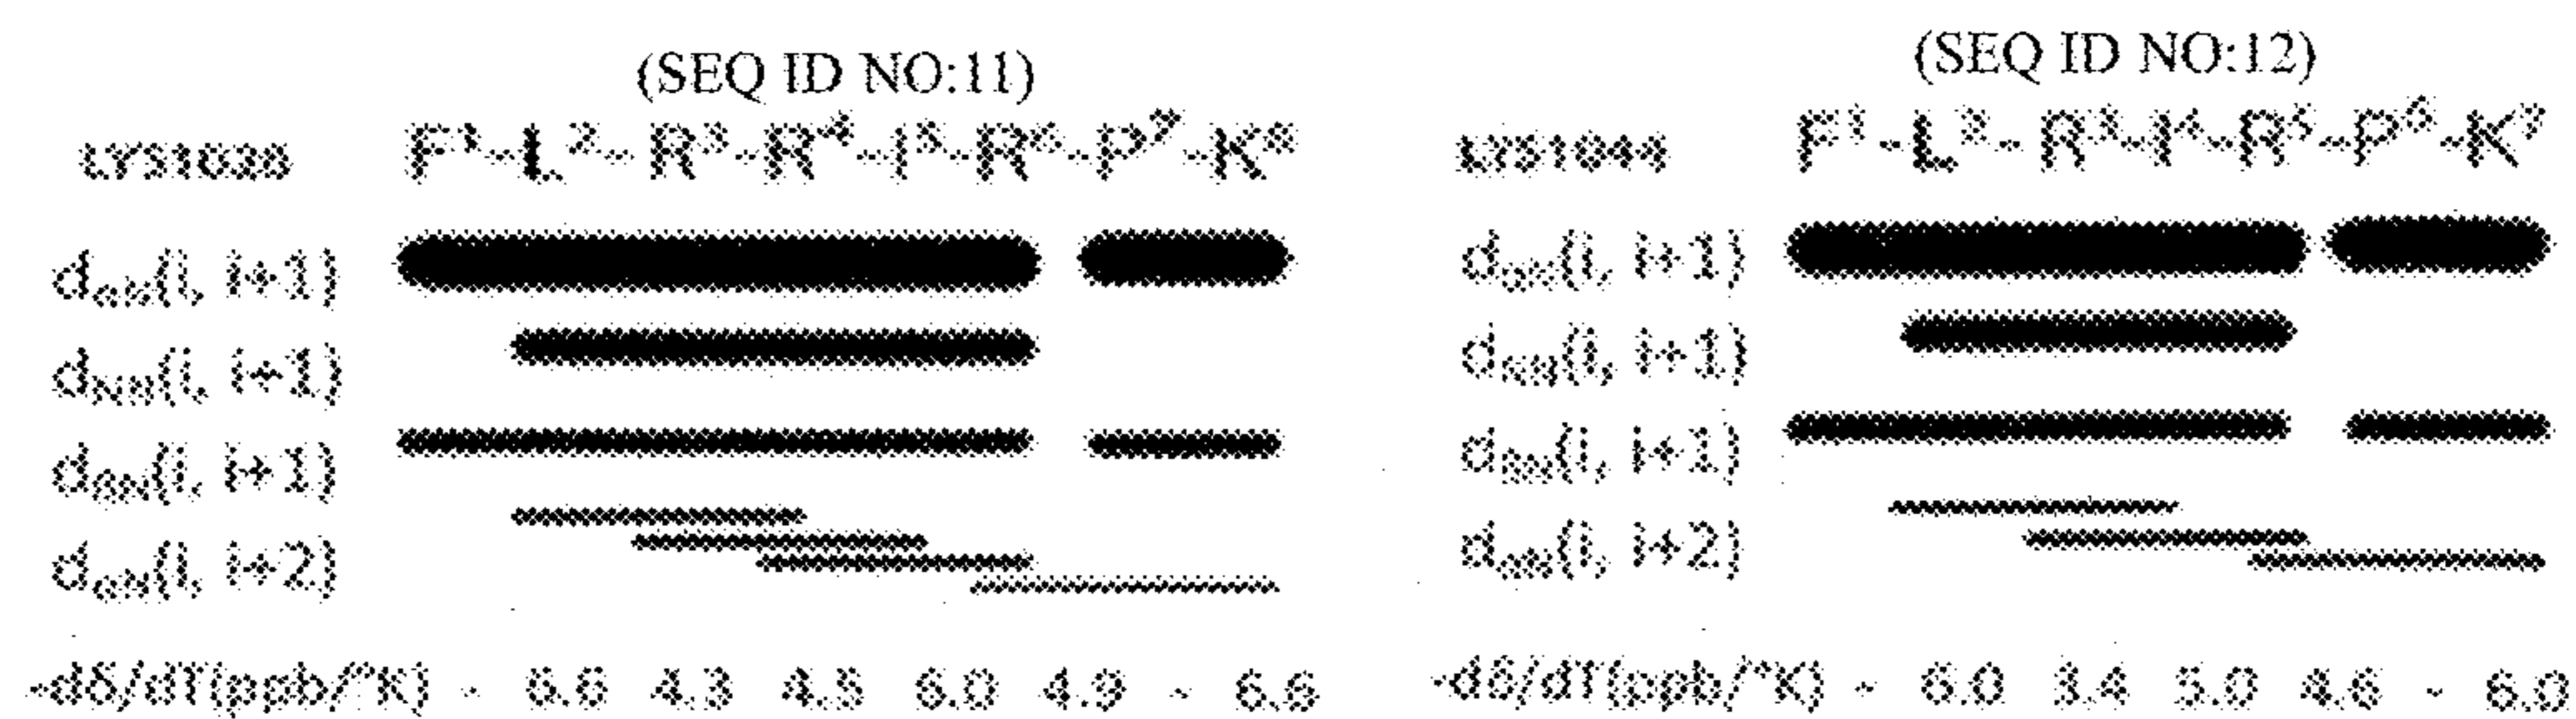 (SEQ ID NO:11)
LYS1028 F¹-L²-R³-R⁴-I⁵-R⁶-P⁷-K⁸
dαN(i, i+1)
dNN(i, i+1)
dβN(i, i+1)
dαN(i, i+2)
-dδ/dT(ppb/°K) - 6.6 4.3 4.5 6.0 4.9 - 6.6
(SEQ ID NO:12)
LYS1044 F¹-L²-R³-I⁴-R⁵-P⁶-K⁷
dαN(i, i+1)
dNN(i, i+1)
dβN(i, i+1)
dαN(i, i+2)
-dδ/dT(ppb/°K) - 6.0 3.4 5.0 4.6 - 6.0